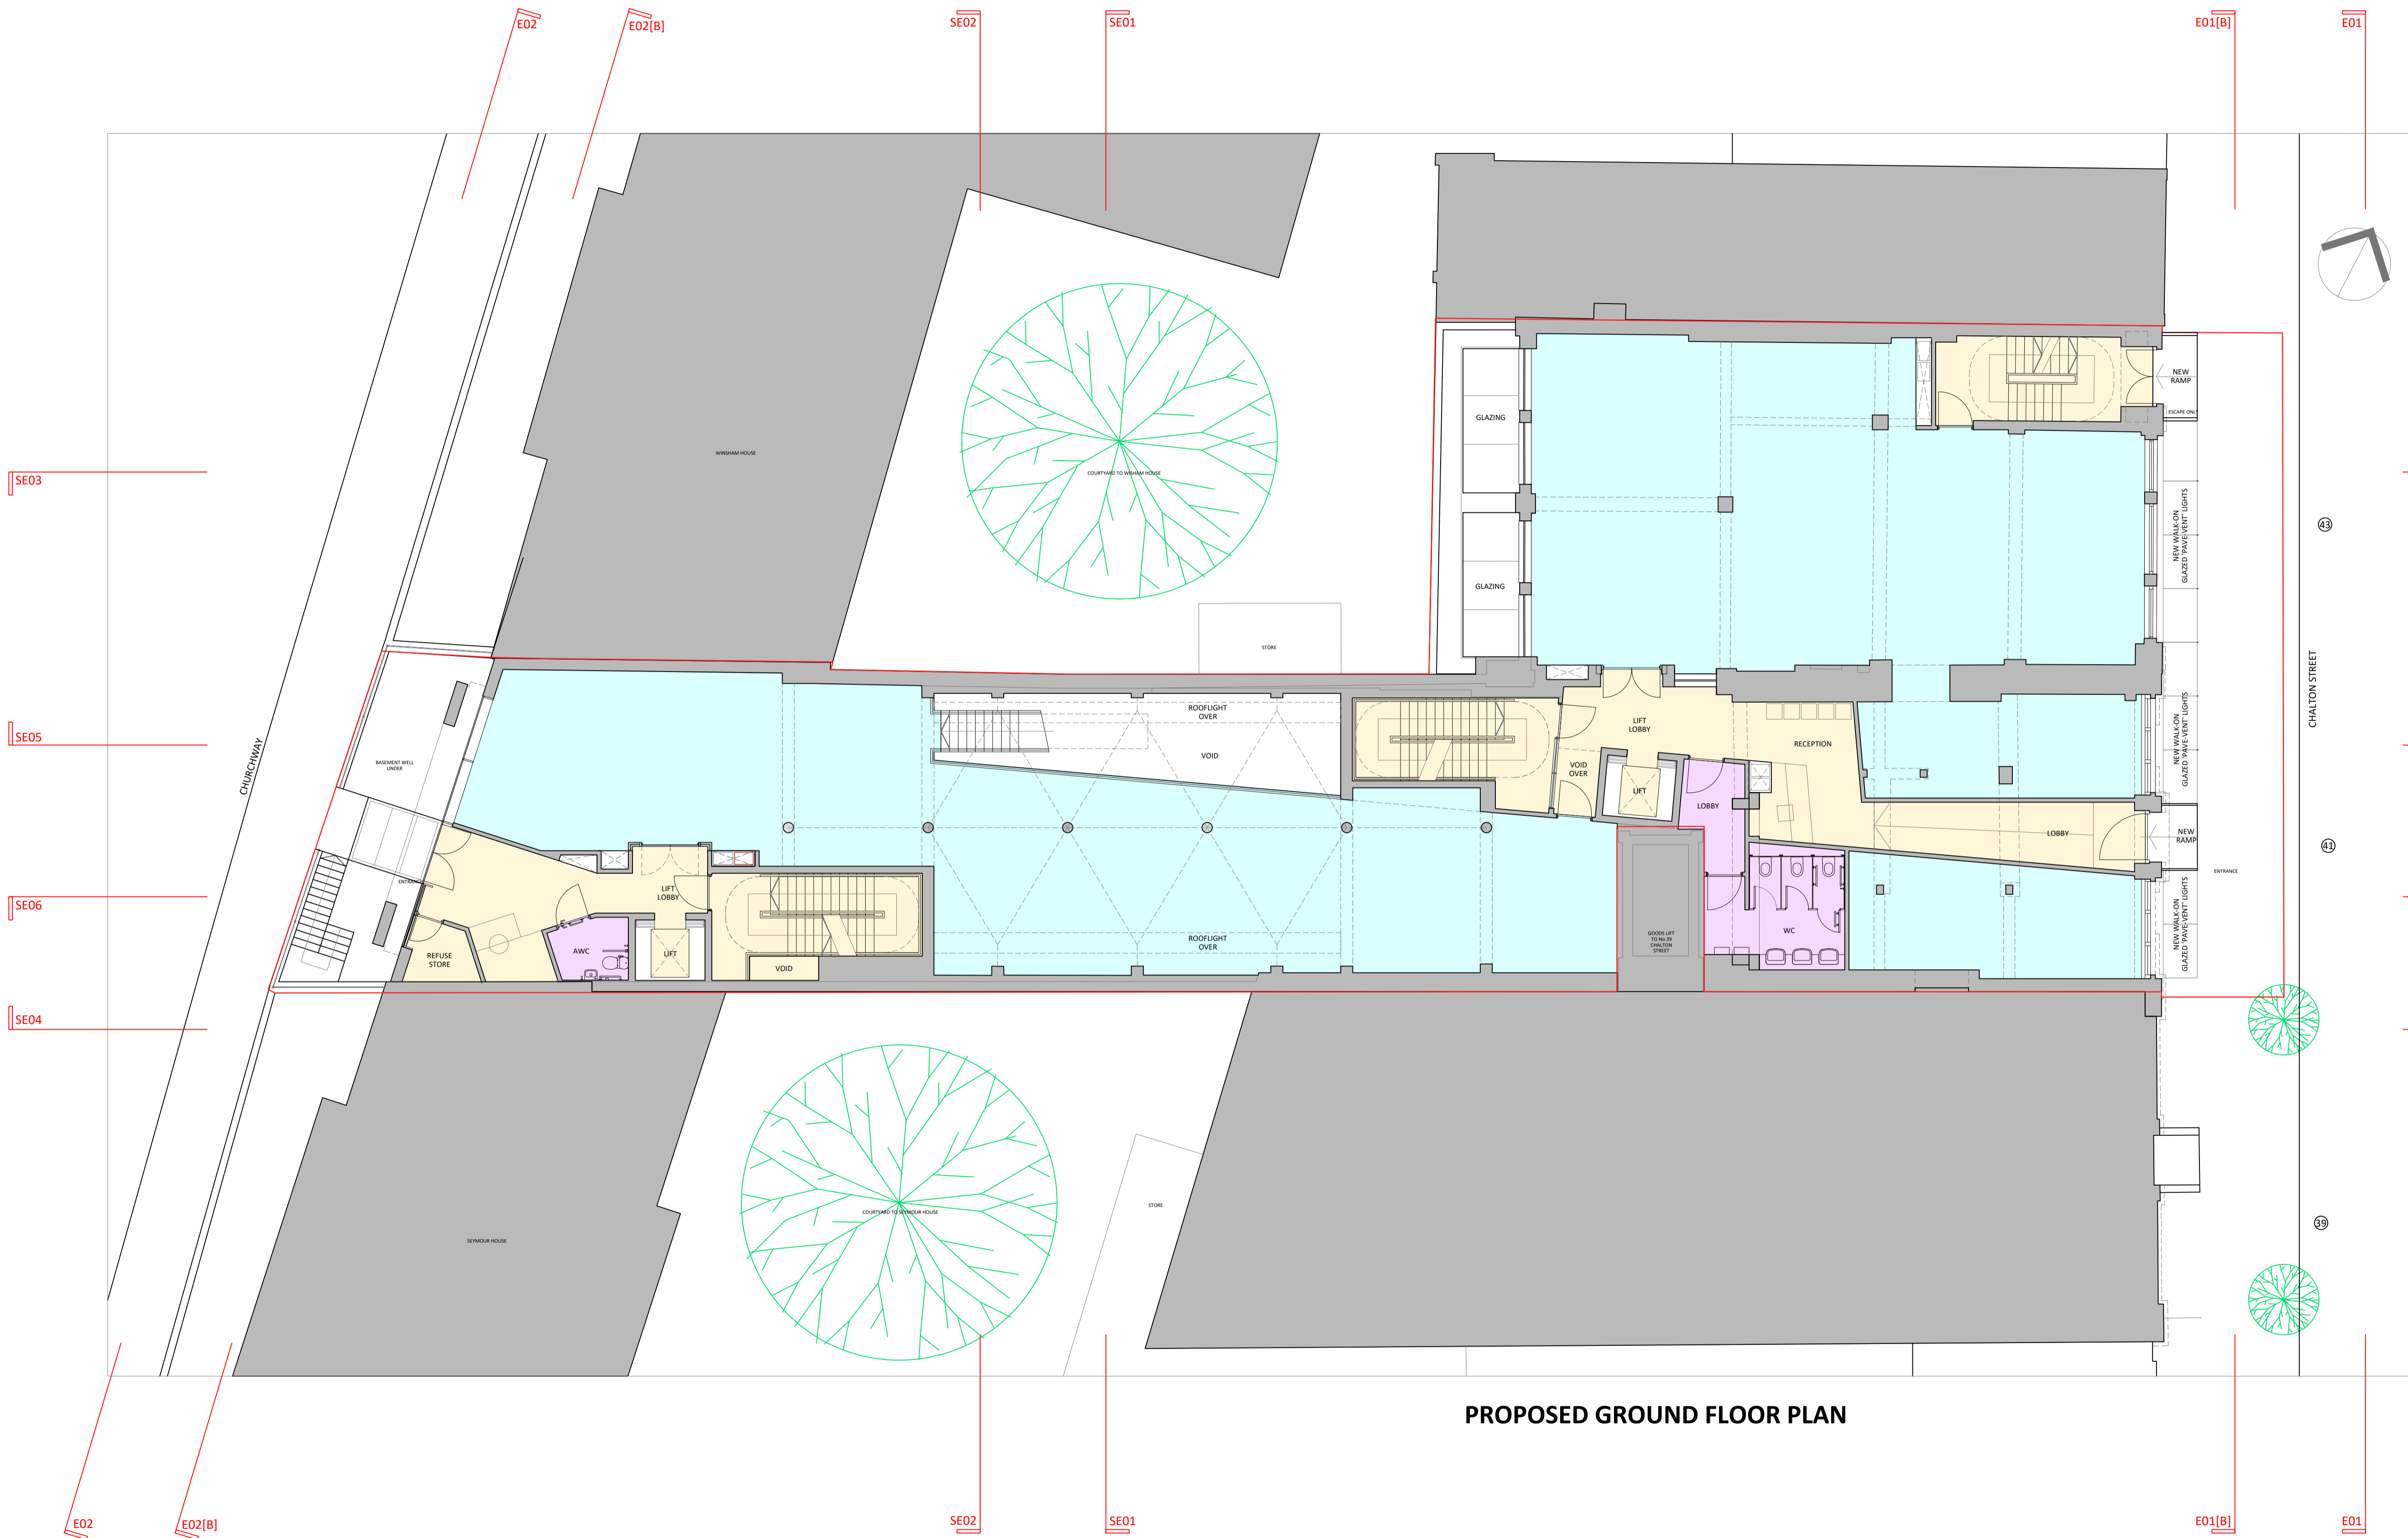 E02
E02[B]
SE02
SE01
E01[B]
E01
NEW
RAMP
ESCAPE ONLY
GLAZING
WINSHAM HOUSE
COURTYARD TO WISHAM HOUSE
SE03
NEW WALK-ON
GLAZED 'PAVE-VENT' LIGHTS
43
GLAZING
STORE
CHALTON STREET
ROOFLIGHT
OVER
LIFT
LOBBY
NEW WALK-ON
GLAZED 'PAVE-VENT' LIGHTS
SE05
RECEPTION
VOID
CHURCHWAY
BASEMENT WELL
UNDER
VOID
OVER
LIFT
LOBBY
LOBBY
NEW
RAMP
41
ENTRANCE
ENTRANCE
LIFT
LOBBY
SE06
NEW WALK-ON
GLAZED 'PAVE-VENT' LIGHTS
WC
GOODS LIFT
TO No 39
CHALTON
STREET
ROOFLIGHT
OVER
AWC
LIFT
REFUSE
STORE
VOID
SE04
STORE
COURTYARD TO SEYMOUR HOUSE
39
SEYMOUR HOUSE
PROPOSED GROUND FLOOR PLAN
E02
E02[B]
SE02
SE01
E01[B]
E01